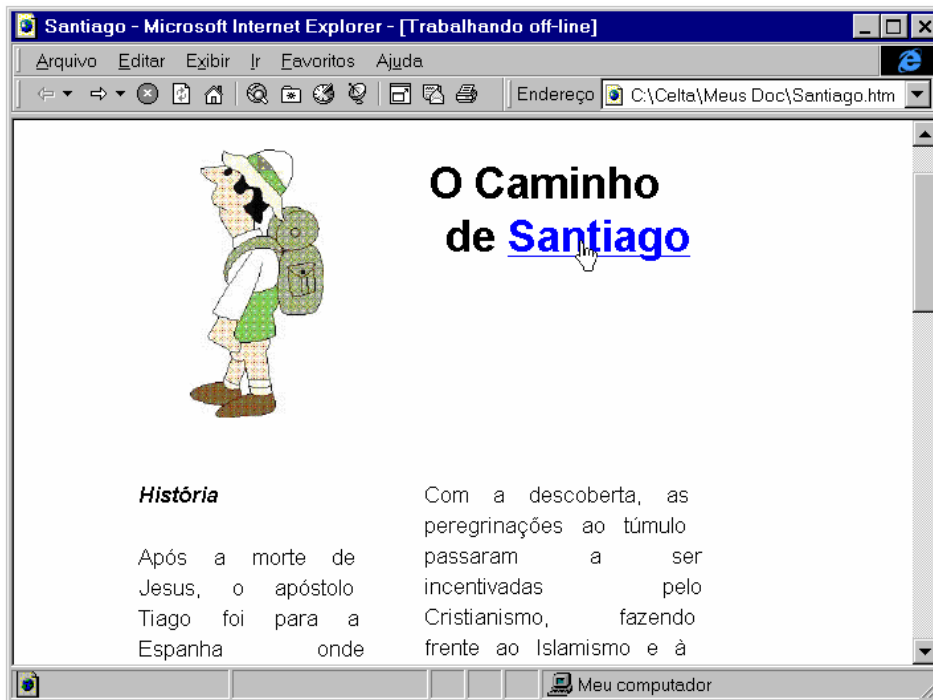 Santiago - Microsoft Internet Explorer - [Trabalhando off-line]
Arquivo Editar Exibir Ir Favoritos Ajuda
Endereço C:\Celta\Meus Doc\Santiago.htm
O Caminho
de Santiago
História
Após a morte de
Jesus, o apóstolo
Tiago foi para a
Espanha onde
Com a descoberta, as
peregrinações ao túmulo
passaram a ser
incentivadas pelo
Cristianismo, fazendo
frente ao Islamismo e à
Meu computador